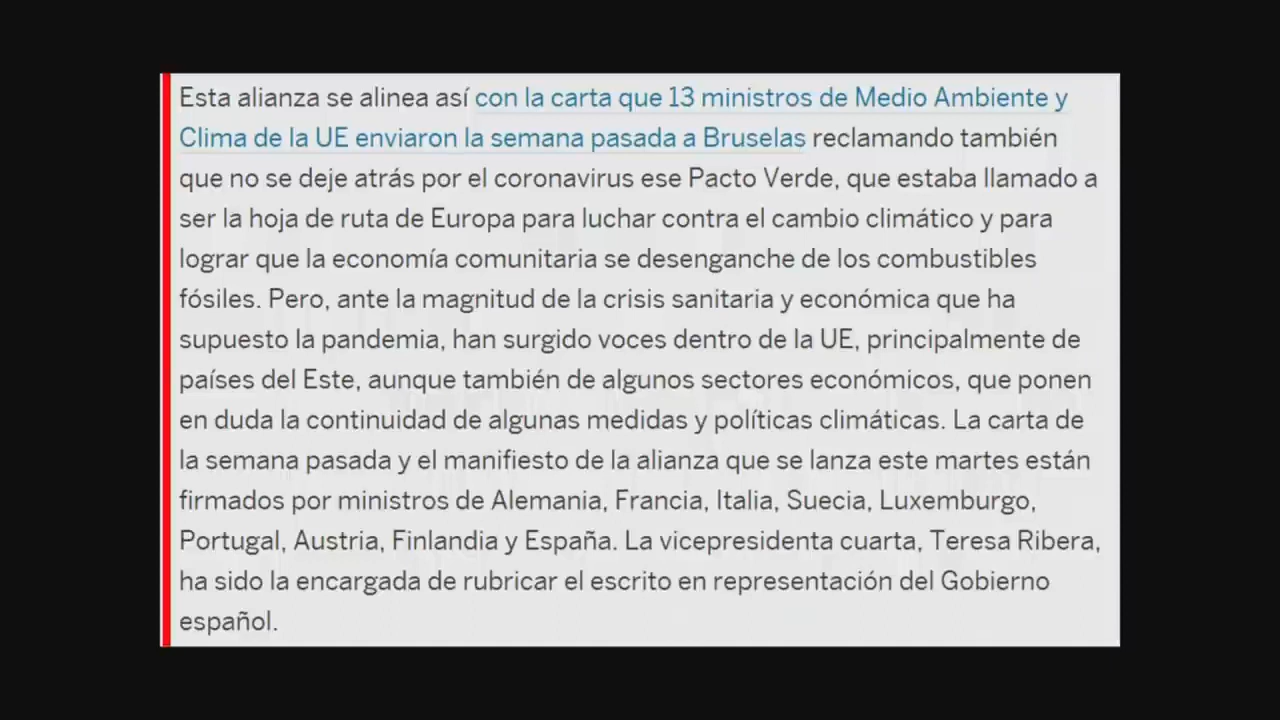 Esta alianza se alinea así con la carta que 13 ministros de Medio Ambiente y
Clima de la UE enviaron la semana pasada a Bruselas reclamando también
que no se deje atrás por el coronavirus ese Pacto Verde, que estaba llamado a
ser la hoja de ruta de Europa para luchar contra el cambio climático y para
lograr que la economía comunitaria se desenganche de los combustibles
fósiles. Pero, ante la magnitud de la crisis sanitaria y económica que ha
supuesto la pandemia, han surgido voces dentro de la UE, principalmente de
países del Este, aunque también de algunos sectores económicos, que ponen
en duda la continuidad de algunas medidas y políticas climáticas. La carta de
la semana pasada y el manifiesto de la alianza que se lanza este martes están
firmados por ministros de Alemania, Francia, Italia, Suecia, Luxemburgo,
Portugal, Austria, Finlandia y España. La vicepresidenta cuarta, Teresa Ribera,
ha sido la encargada de rubricar el escrito en representación del Gobierno
español.